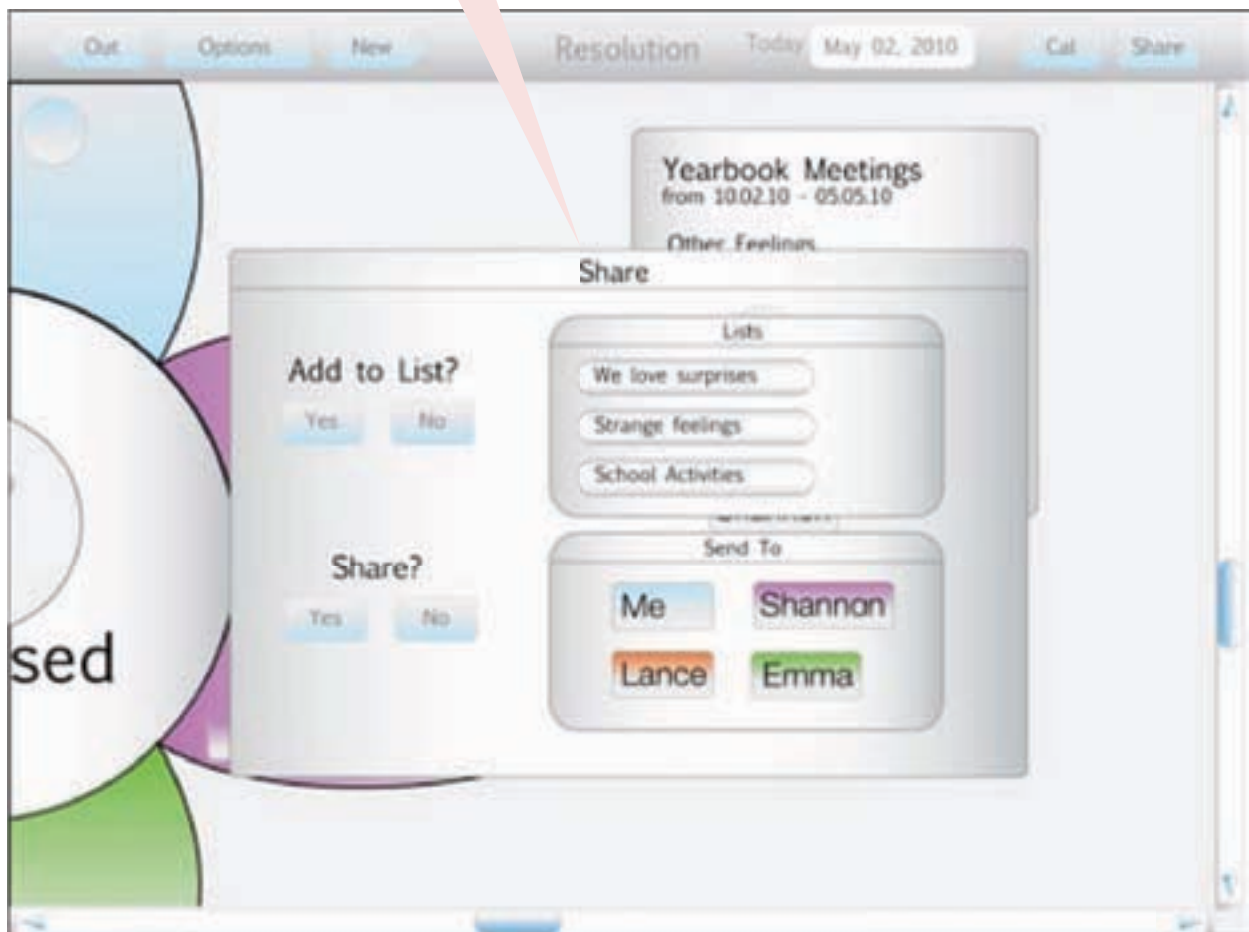 Out Options New Resolution Today May 02, 2010 Cal Share
Yearbook Meetings
from 10.02.10 - 05.05.10
Other Feelings
Share
Add to List?
Yes No
Lists
We love surprises
Strange feelings
School Activities
Share?
Yes No
Send To
Me Shannon
Lance Emma
sed